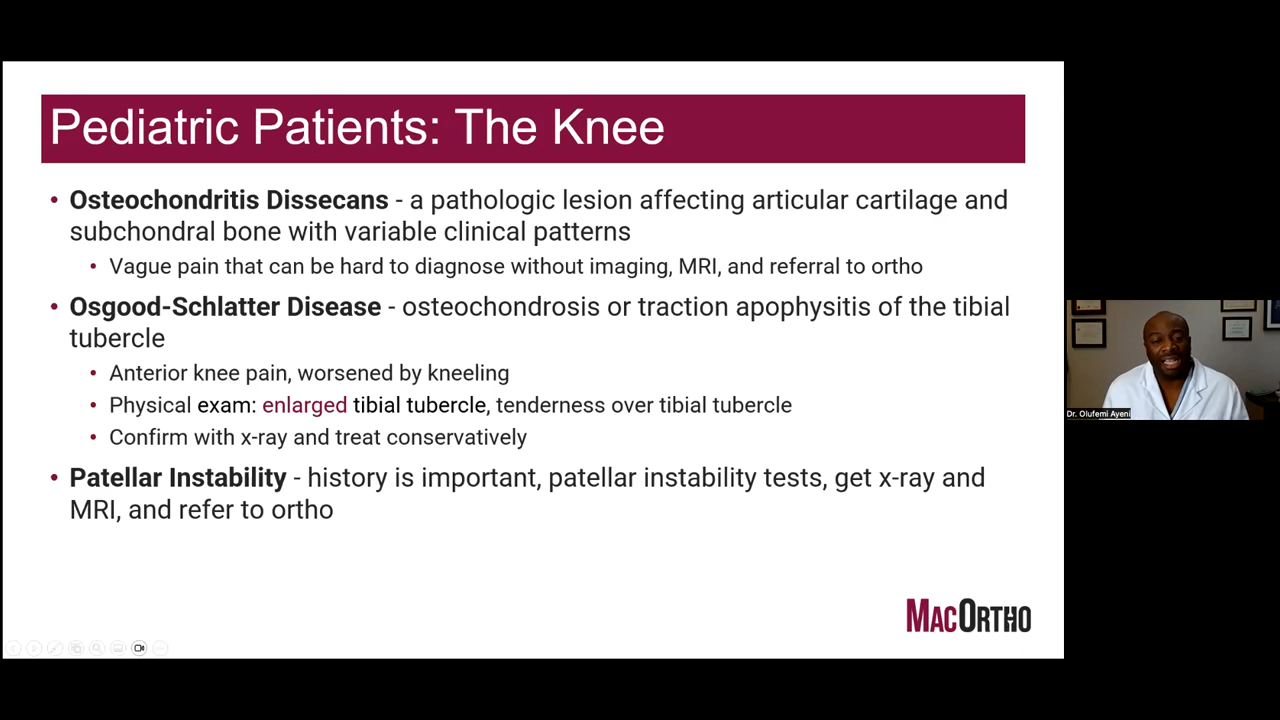 Pediatric Patients: The Knee
• Osteochondritis Dissecans - a pathologic lesion affecting articular cartilage and
subchondral bone with variable clinical patterns
• Vague pain that can be hard to diagnose without imaging, MRI, and referral to ortho
• Osgood-Schlatter Disease - osteochondrosis or traction apophysitis of the tibial
tubercle
• Anterior knee pain, worsened by kneeling
• Physical exam: enlarged tibial tubercle, tenderness over tibial tubercle
• Confirm with x-ray and treat conservatively
• Patellar Instability - history is important, patellar instability tests, get x-ray and
MRI, and refer to ortho
MACORTHO
Dr. Olufemi Ayeni